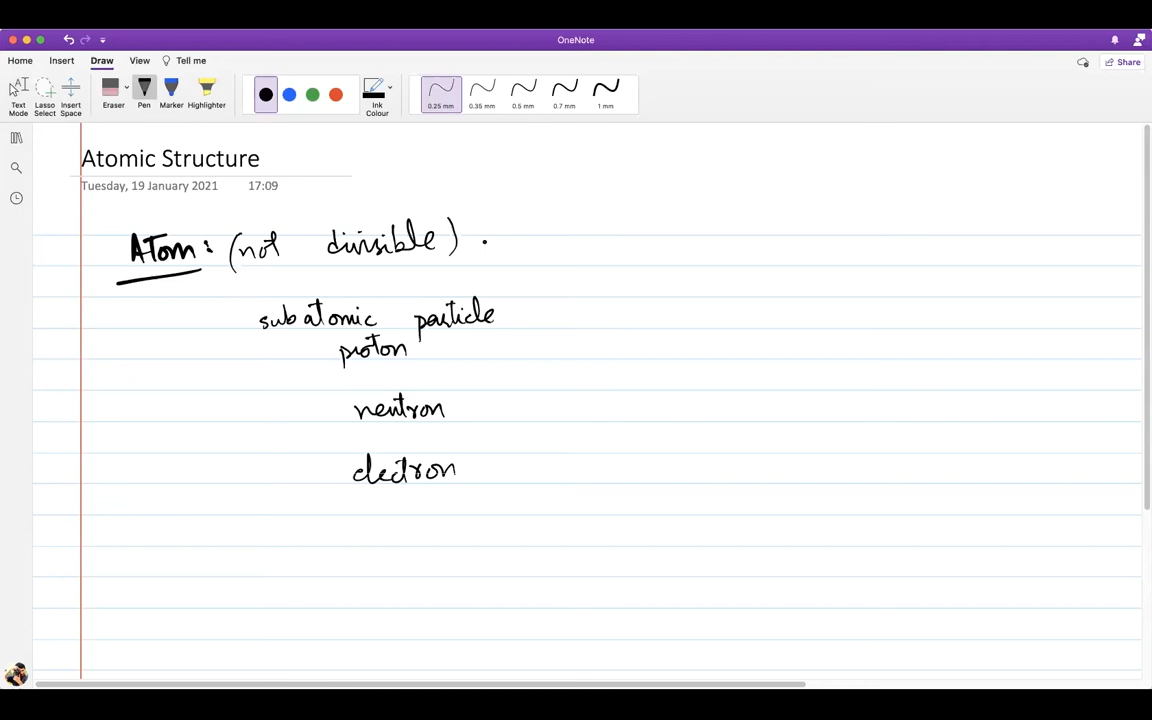 OneNote
Home Insert Draw View Tell me
Share
Text Mode
Lasso Select
Insert Space
Eraser
Pen
Marker
Highlighter
Ink Colour
0.25 mm
0.35 mm
0.5 mm
0.7 mm
1 mm
Atomic Structure
Tuesday, 19 January 2021 17:09
ATom: (not divisible) .
subatomic particle
proton
neutron
electron